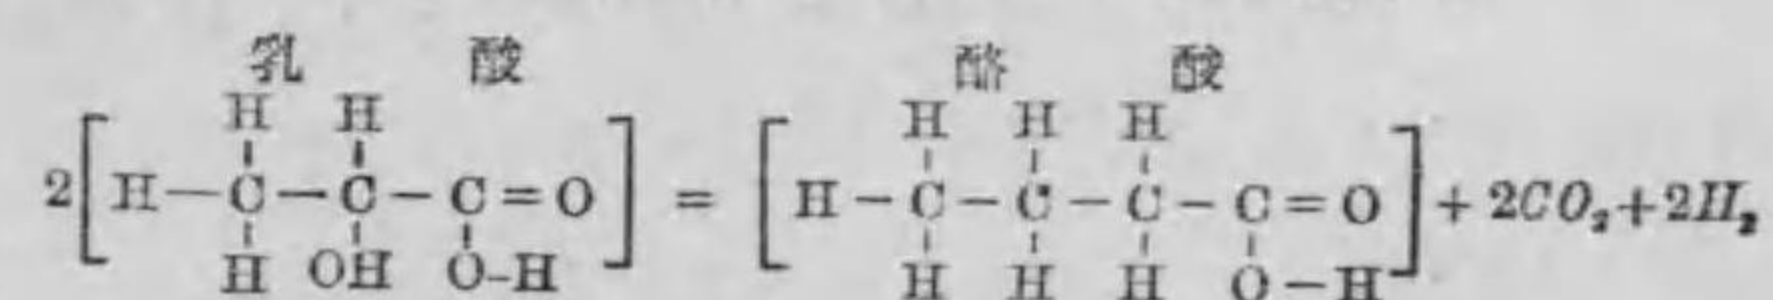 乳 酸 酪 酸
H H H H H
2[H—C—C—C=O] = [H—C—C—C—C=O]+2CO₂+2H₂
H OH O-H H H H O—H